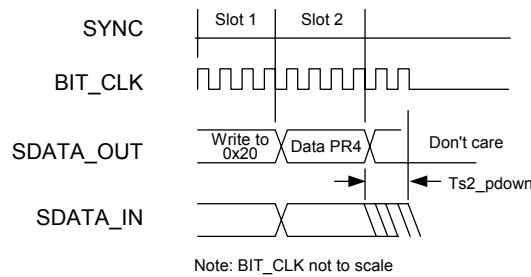 SYNC
Slot 1
Slot 2
BIT_CLK
SDATA_OUT
Write to
0x20
Data PR4
Don't care
Ts2_pdown
SDATA_IN
Note: BIT_CLK not to scale